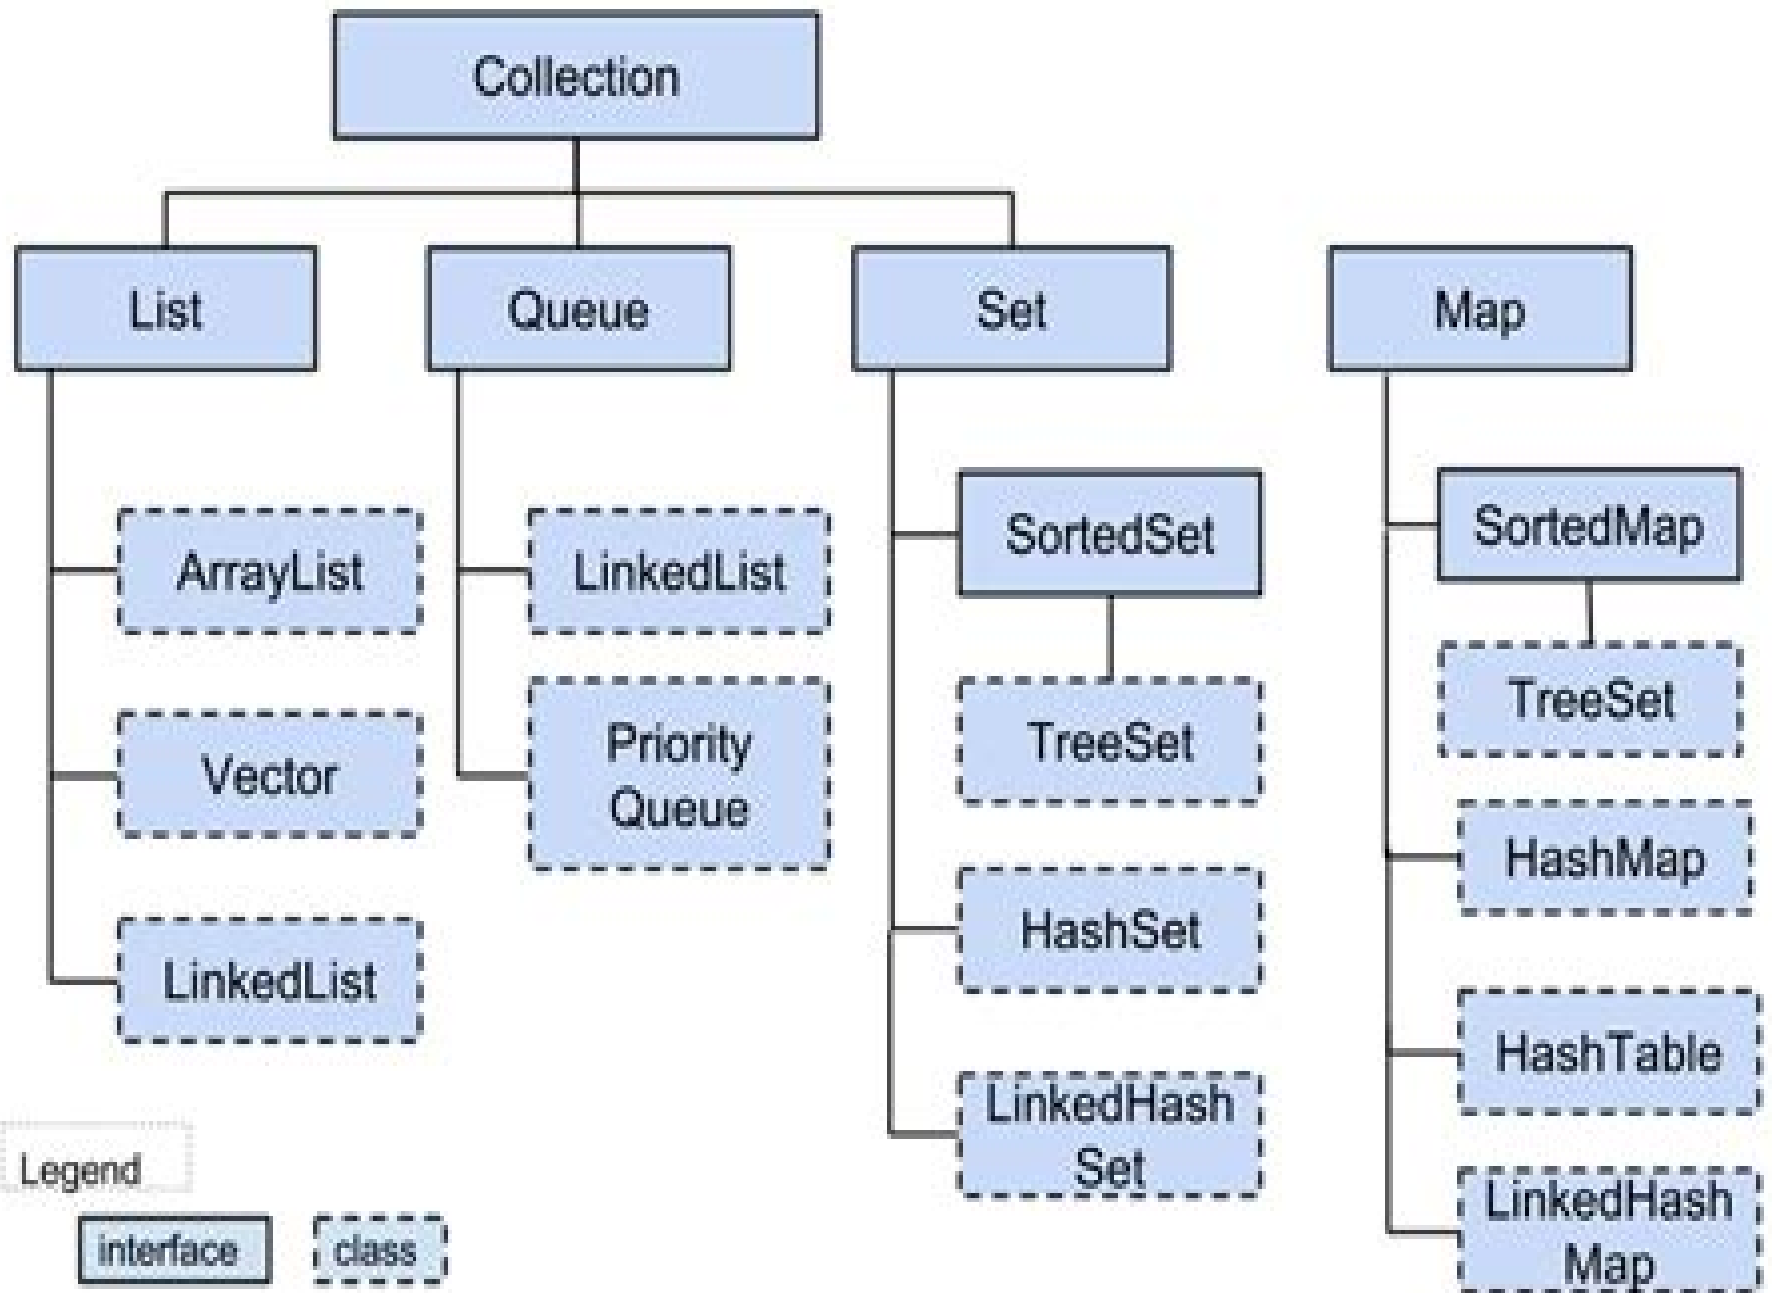 Collection
List
Queue
Set
Map
ArrayList
Vector
LinkedList
LinkedList
Priority
Queue
SortedSet
TreeSet
HashSet
LinkedHash
Set
SortedMap
TreeSet
HashMap
HashTable
LinkedHash
Map
Legend
interface
class